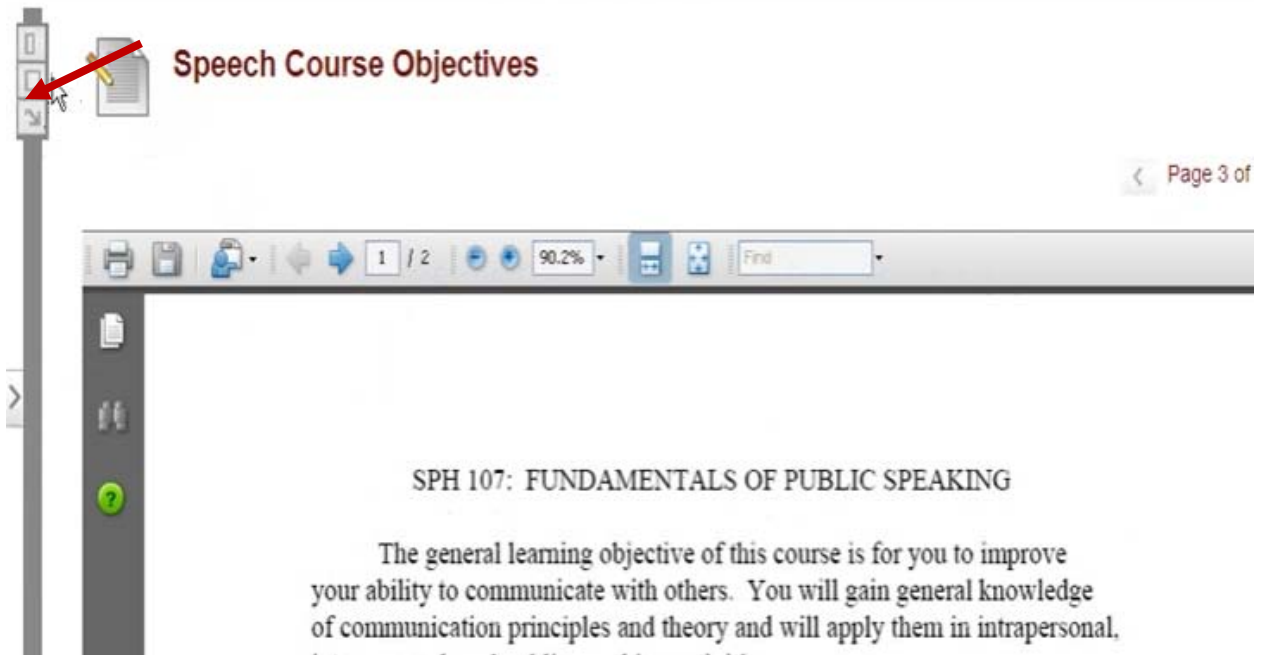 Speech Course Objectives
Page 3 of
1 / 2 90.2% Find
SPH 107: FUNDAMENTALS OF PUBLIC SPEAKING
The general learning objective of this course is for you to improve
your ability to communicate with others. You will gain general knowledge
of communication principles and theory and will apply them in intrapersonal,